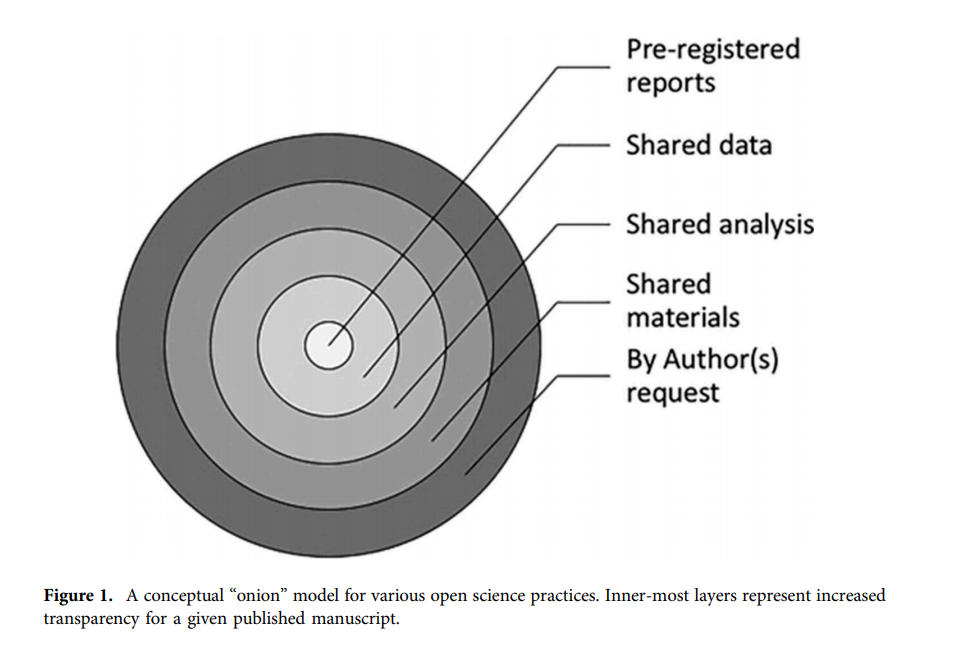 Pre-registered
reports
Shared data
Shared analysis
Shared
materials
By Author(s)
request
Figure 1. A conceptual “onion” model for various open science practices. Inner-most layers represent increased
transparency for a given published manuscript.